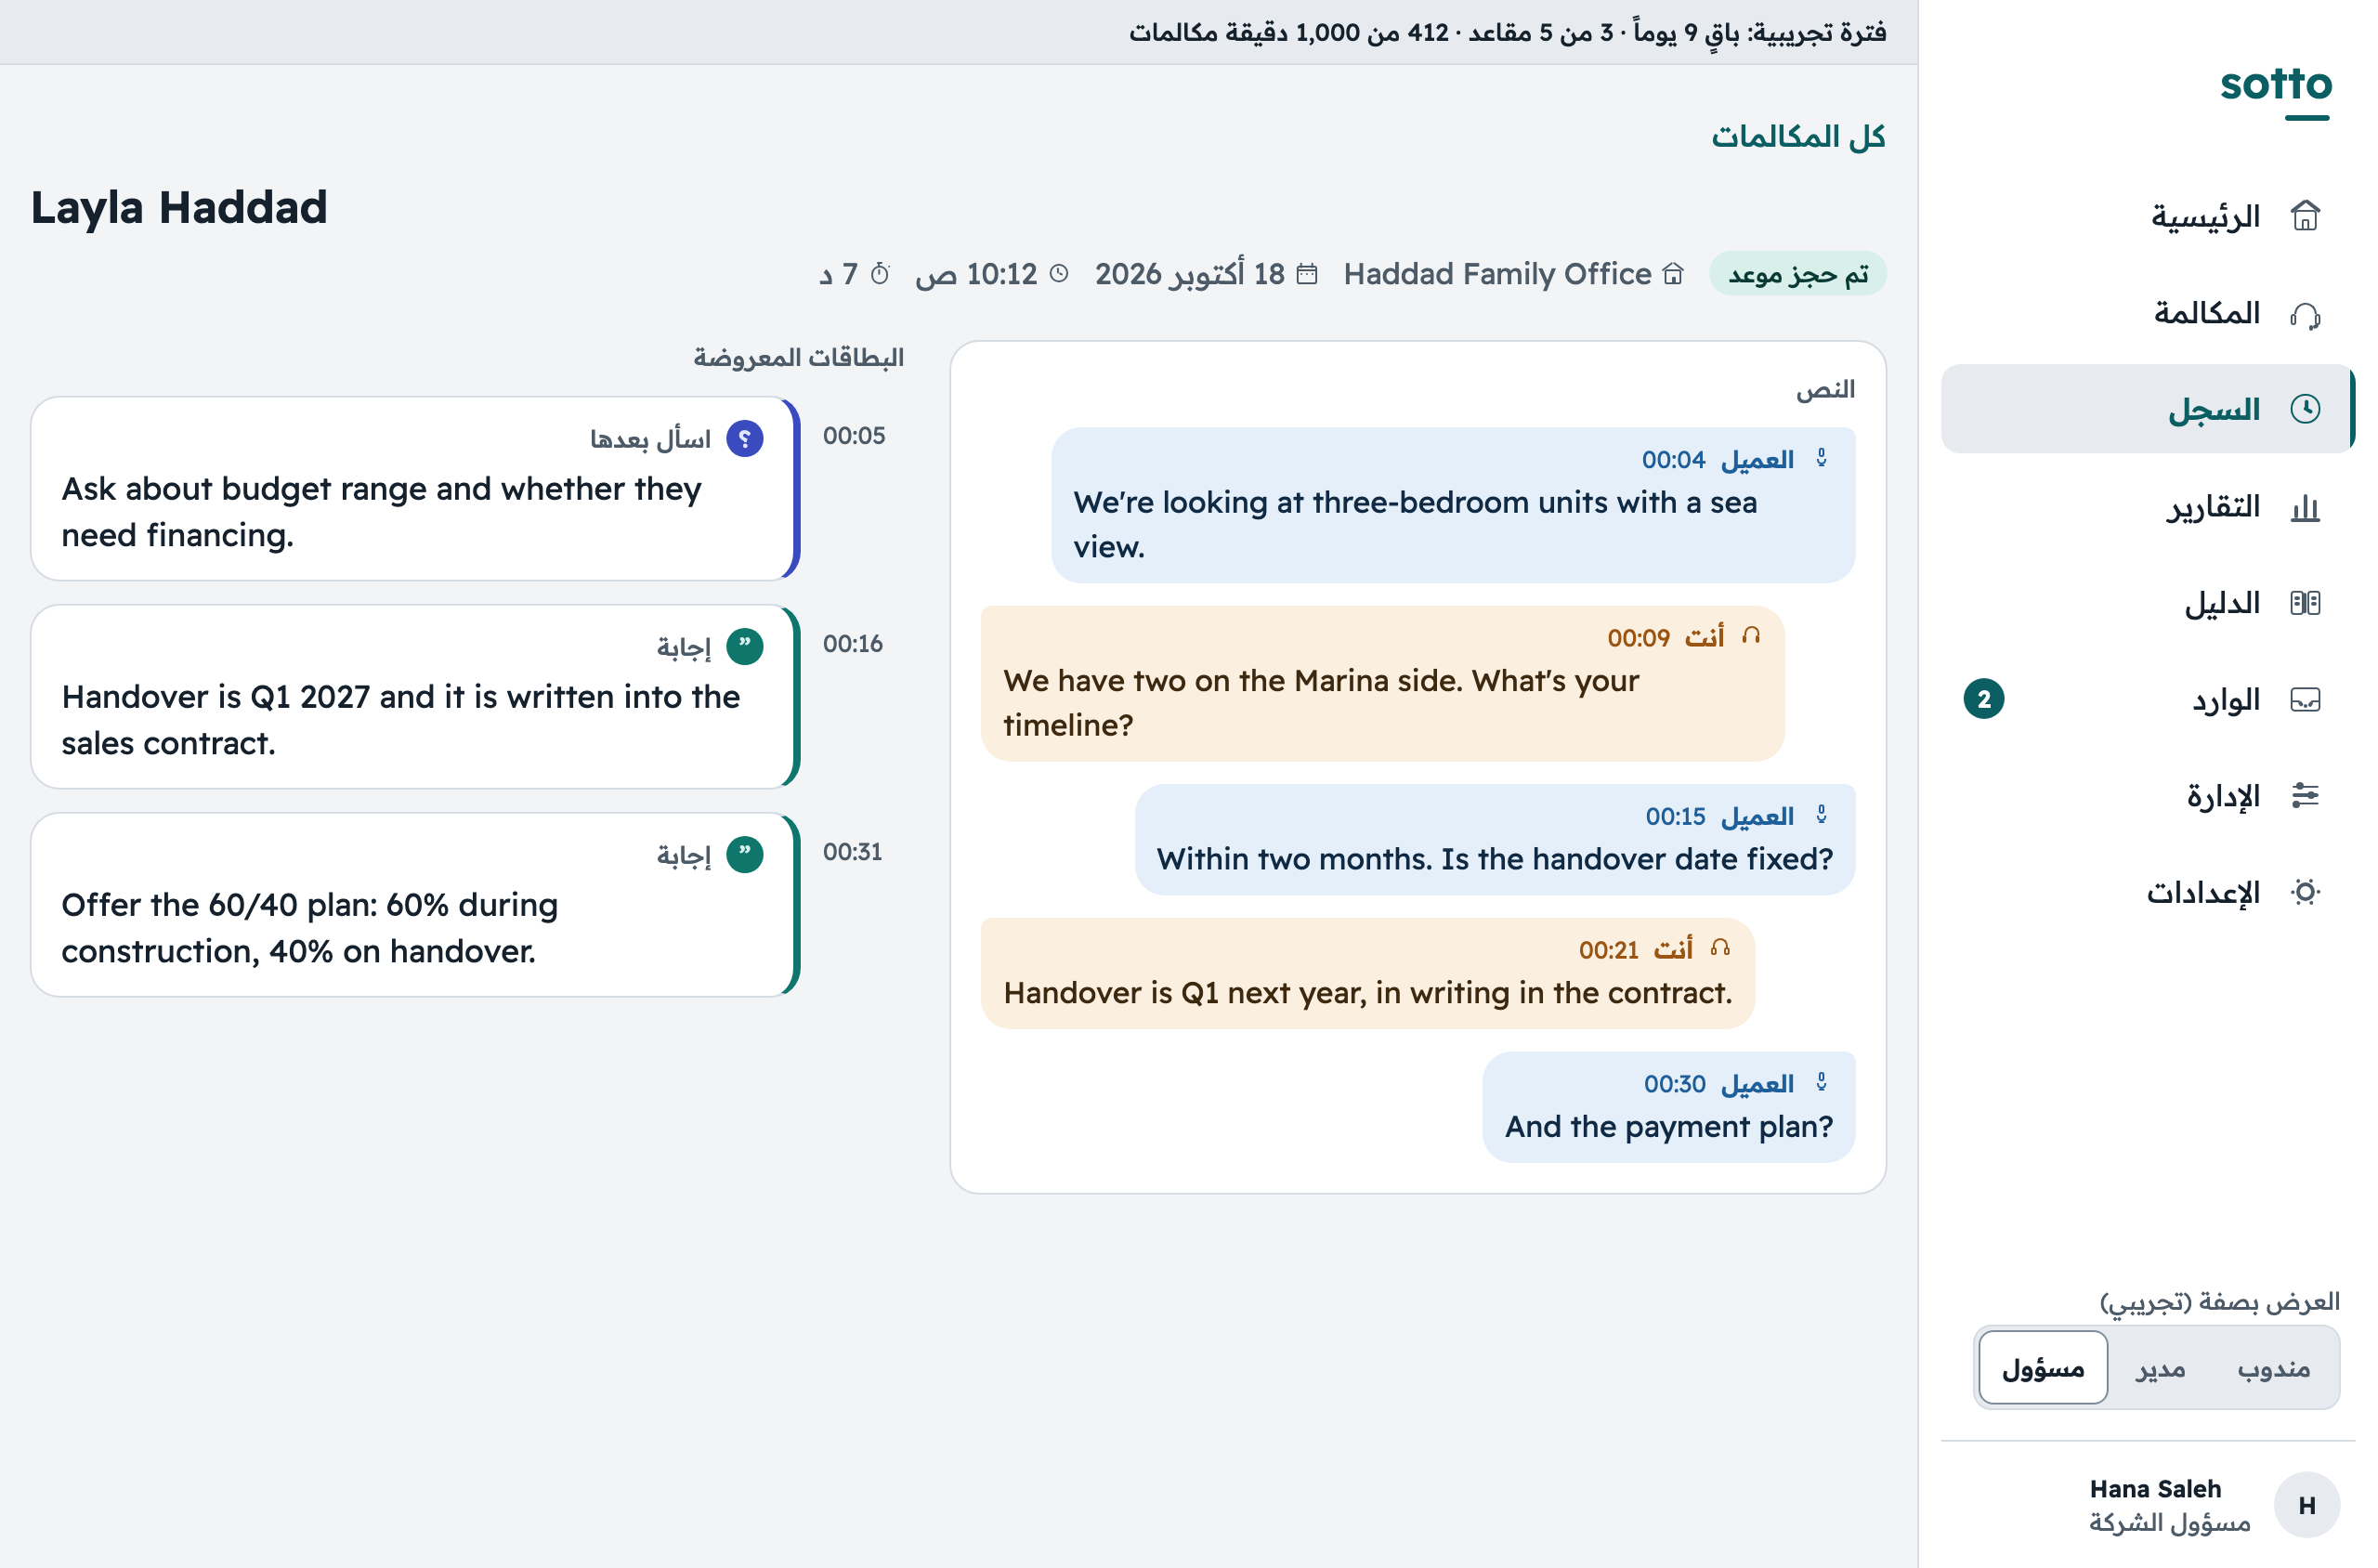 sotto
الرئيسية
المكالمة
السجل
التقارير
الدليل
الوارد
2
الإدارة
الإعدادات
العرض بصفة (تجريبي)
مندوب مدير مسؤول
H
Hana Saleh
مسؤول الشركة
فترة تجريبية: باقٍ 9 يوماً · 3 من 5 مقاعد · 412 من 1,000 دقيقة مكالمات
كل المكالمات
Layla Haddad
تم حجز موعد Haddad Family Office 18 أكتوبر 2026 10:12 ص 7 د
النص
العميل 00:04
We're looking at three-bedroom units with a sea
view.
أنت 00:09
We have two on the Marina side. What's your
timeline?
العميل 00:15
Within two months. Is the handover date fixed?
أنت 00:21
Handover is Q1 next year, in writing in the contract.
العميل 00:30
And the payment plan?
البطاقات المعروضة
00:05
؟ اسأل بعدها
Ask about budget range and whether they
need financing.
00:16
” إجابة
Handover is Q1 2027 and it is written into the
sales contract.
00:31
” إجابة
Offer the 60/40 plan: 60% during
construction, 40% on handover.